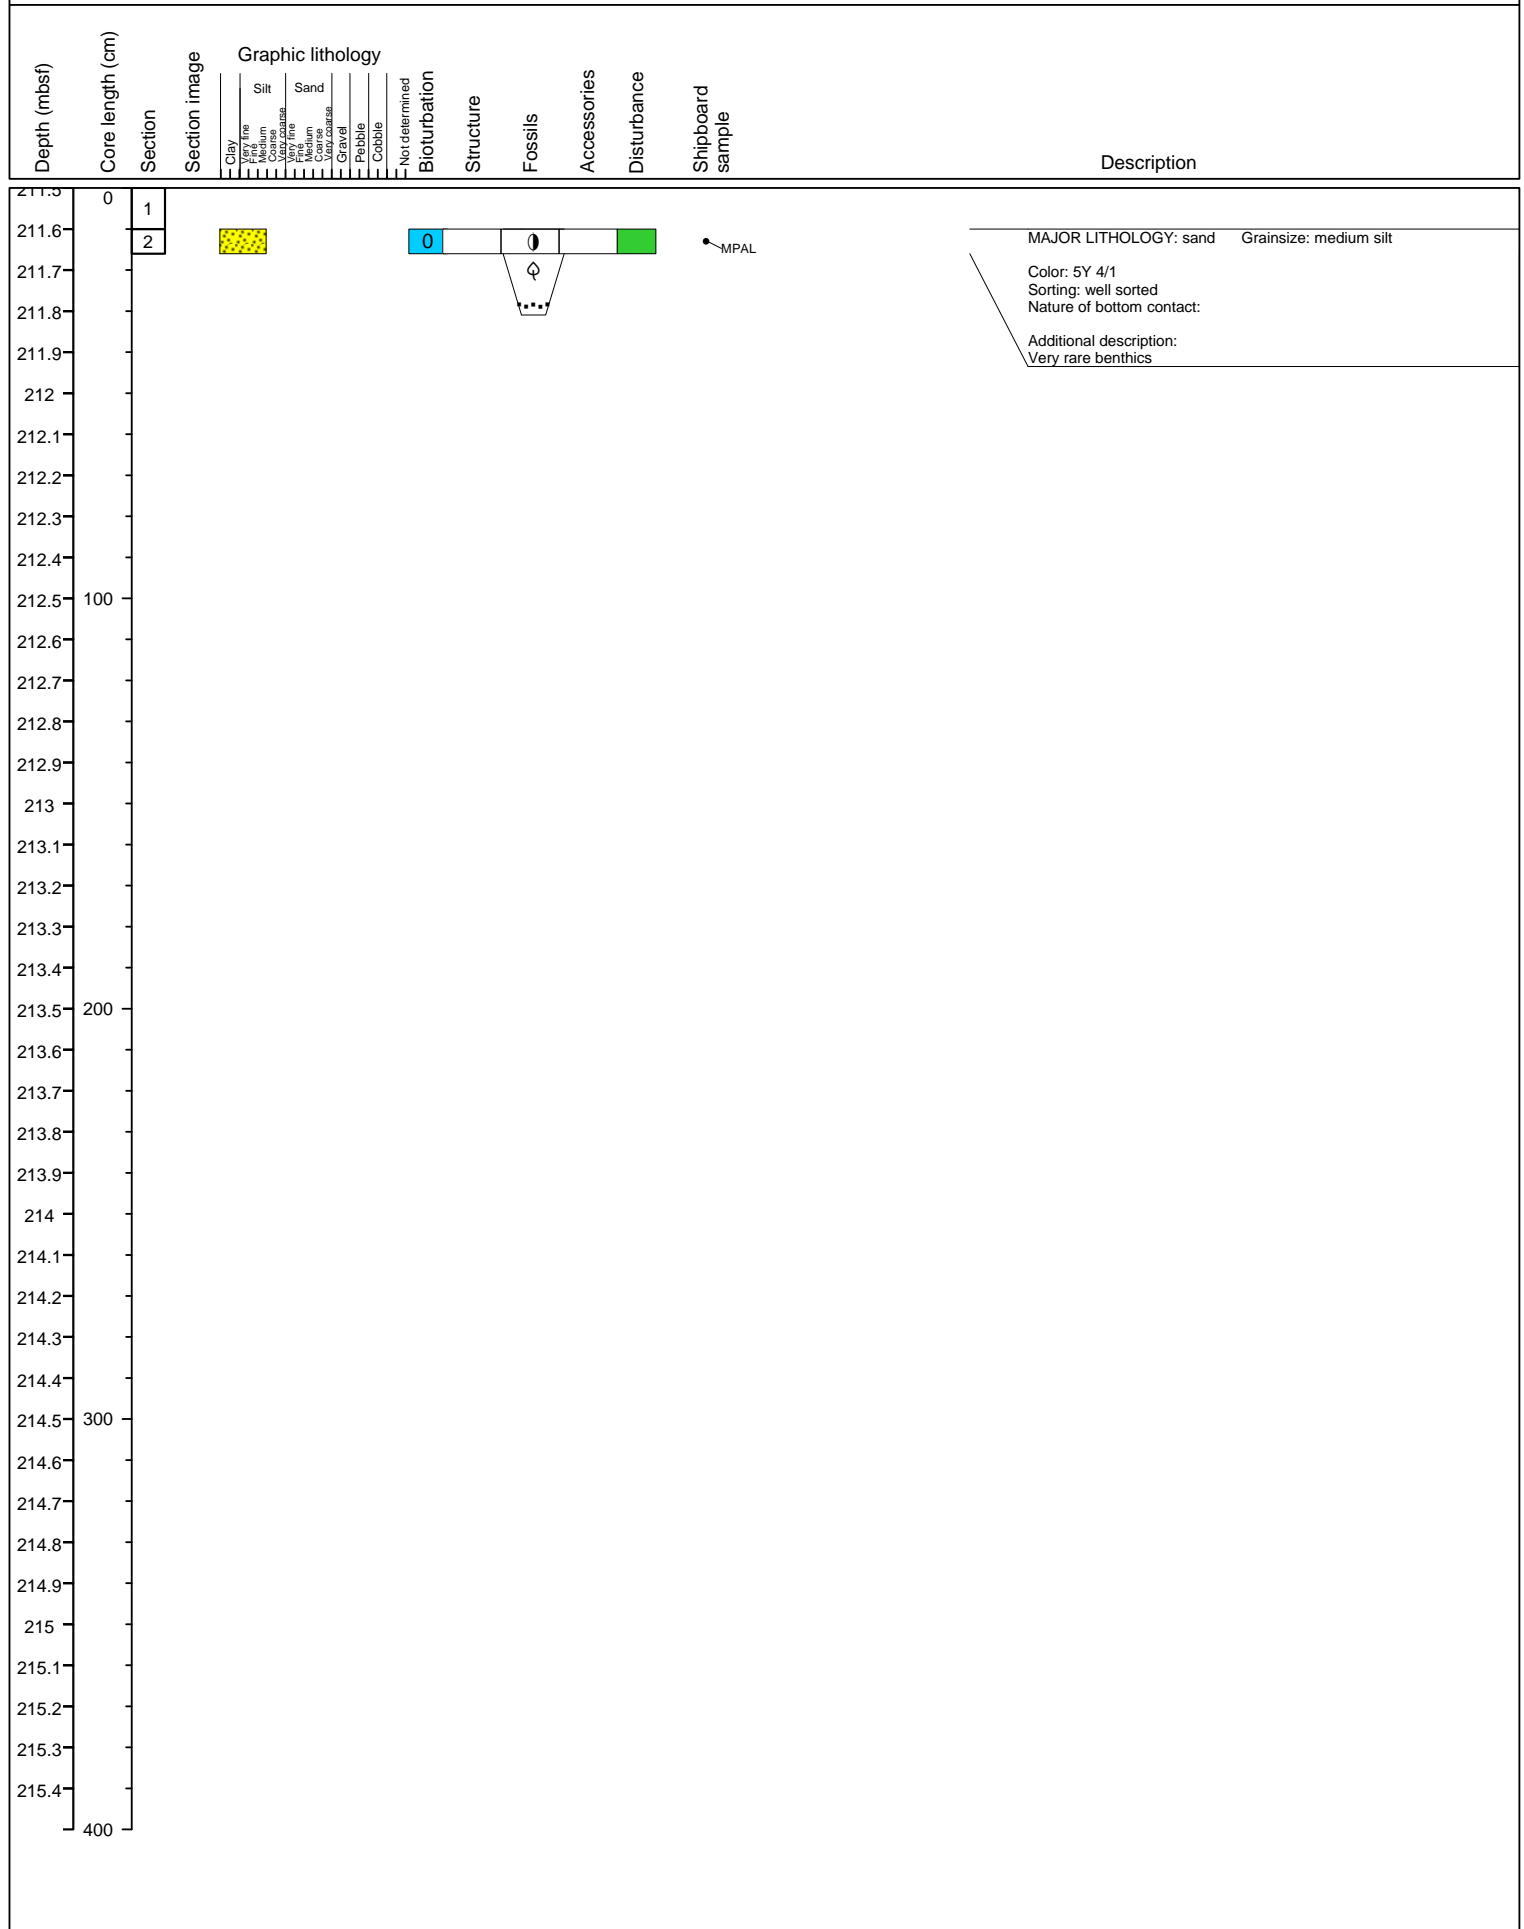 Depth (mbsf)
Core length (cm)
Section
Section image
Graphic lithology
Clay
Silt
Very fine
Fine
Medium
Coarse
Very coarse
Sand
Very fine
Fine
Medium
Coarse
Very coarse
Gravel
Pebble
Cobble
Not determined
Bioturbation
Structure
Fossils
Accessories
Disturbance
Shipboard
sample
Description
211.5 0 1
211.6 2 0 MPAL MAJOR LITHOLOGY: sand Grainsize: medium silt
211.7 Color: 5Y 4/1
Sorting: well sorted
211.8 Nature of bottom contact:
211.9 Additional description:
Very rare benthics
212
212.1
212.2
212.3
212.4
212.5 100
212.6
212.7
212.8
212.9
213
213.1
213.2
213.3
213.4
213.5 200
213.6
213.7
213.8
213.9
214
214.1
214.2
214.3
214.4
214.5 300
214.6
214.7
214.8
214.9
215
215.1
215.2
215.3
215.4
400